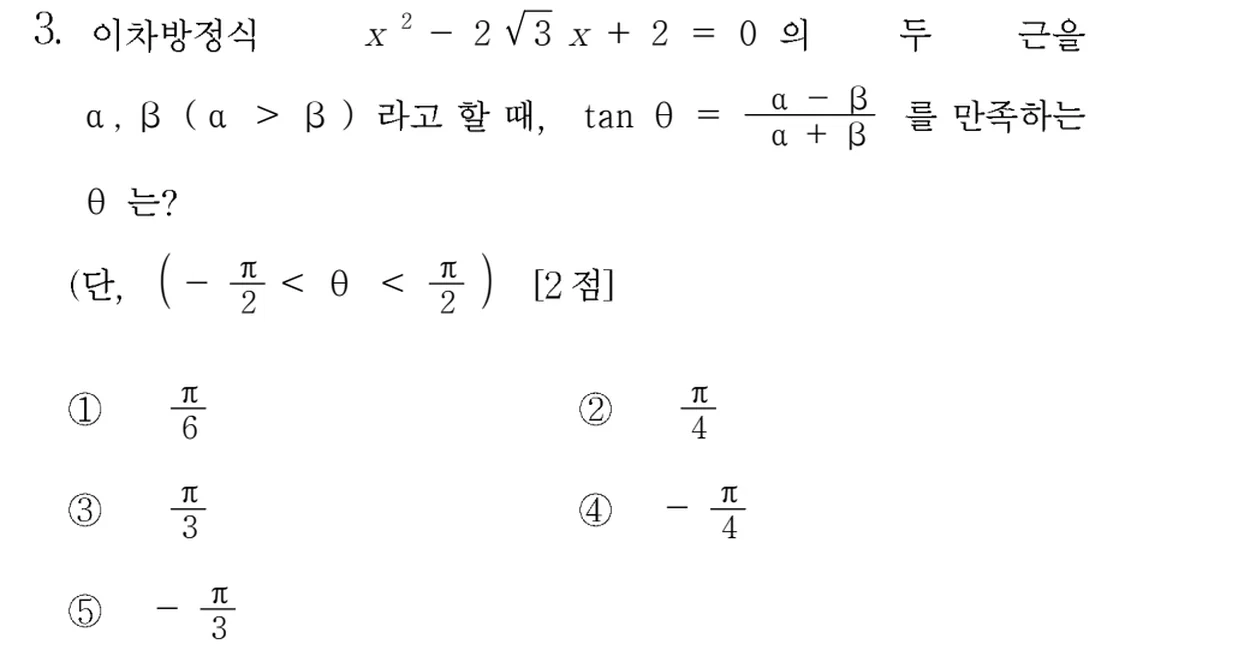 3. 이차방정식 x² - 2√3 x + 2 = 0 의 두 근을
α, β ( α > β ) 라고 할 때, tan θ = (α - β)/(α + β) 를 만족하는
θ 는?
(단, ( - π/2 < θ < π/2 ) [2점]
① π/6 ② π/4
③ π/3 ④ - π/4
⑤ - π/3